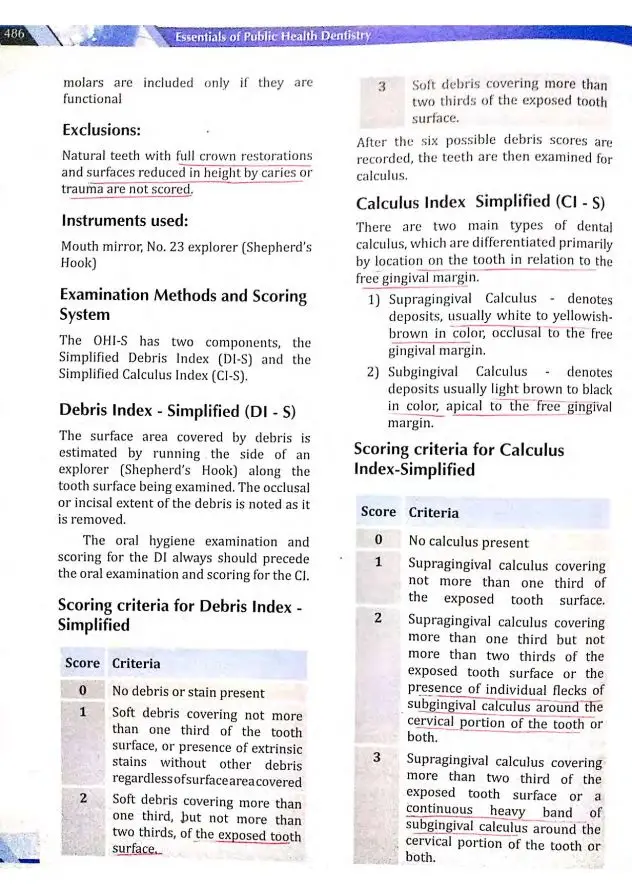 486
Essentials of Public Health Dentistry
molars are included only if they are
functional
Exclusions:
Natural teeth with full crown restorations
and surfaces reduced in height by caries or
trauma are not scored.
Instruments used:
Mouth mirror, No. 23 explorer (Shepherd's
Hook)
Examination Methods and Scoring
System
The OHI-S has two components, the
Simplified Debris Index (DI-S) and the
Simplified Calculus Index (CI-S).
Debris Index - Simplified (DI - S)
The surface area covered by debris is
estimated by running the side of an
explorer (Shepherd's Hook) along the
tooth surface being examined. The occlusal
or incisal extent of the debris is noted as it
is removed.
The oral hygiene examination and
scoring for the DI always should precede
the oral examination and scoring for the CI.
Scoring criteria for Debris Index -
Simplified
Score Criteria
0 No debris or stain present
1 Soft debris covering not more
than one third of the tooth
surface, or presence of extrinsic
stains without other debris
regardless of surface area covered
2 Soft debris covering more than
one third, but not more than
two thirds, of the exposed tooth
surface.
3 Soft debris covering more than
two thirds of the exposed tooth
surface.
After the six possible debris scores are
recorded, the teeth are then examined for
calculus.
Calculus Index Simplified (CI - S)
There are two main types of dental
calculus, which are differentiated primarily
by location on the tooth in relation to the
free gingival margin.
1) Supragingival Calculus - denotes
deposits, usually white to yellowish-
brown in color, occlusal to the free
gingival margin.
2) Subgingival Calculus - denotes
deposits usually light brown to black
in color, apical to the free gingival
margin.
Scoring criteria for Calculus
Index-Simplified
Score Criteria
0 No calculus present
1 Supragingival calculus covering
not more than one third of
the exposed tooth surface.
2 Supragingival calculus covering
more than one third but not
more than two thirds of the
exposed tooth surface or the
presence of individual flecks of
subgingival calculus around the
cervical portion of the tooth or
both.
3 Supragingival calculus covering
more than two third of the
exposed tooth surface or a
continuous heavy band of
subgingival calculus around the
cervical portion of the tooth or
both.